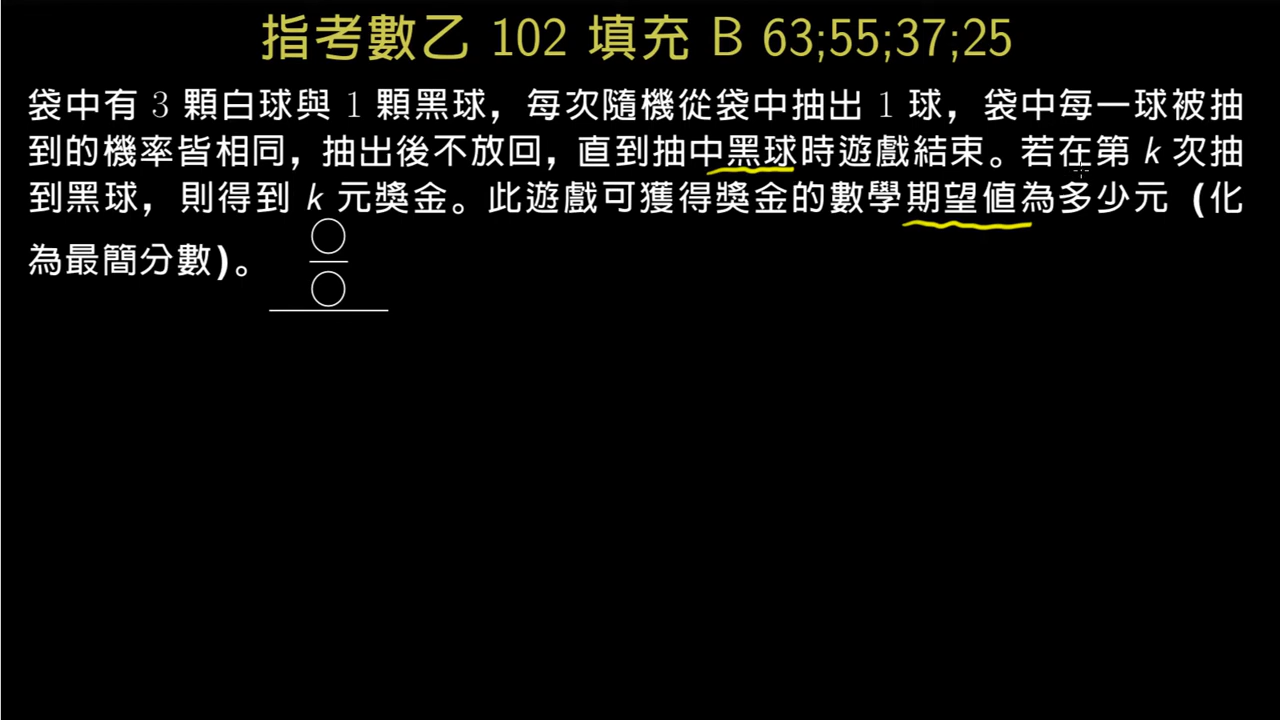 指考數乙 102 填充 B 63;55;37;25
袋中有 3 顆白球與 1 顆黑球，每次隨機從袋中抽出 1 球，袋中每一球被抽
到的機率皆相同，抽出後不放回，直到抽中黑球時遊戲結束。若在第 k 次抽
到黑球，則得到 k 元獎金。此遊戲可獲得獎金的數學期望值為多少元 (化
為最簡分數)。 ○/○